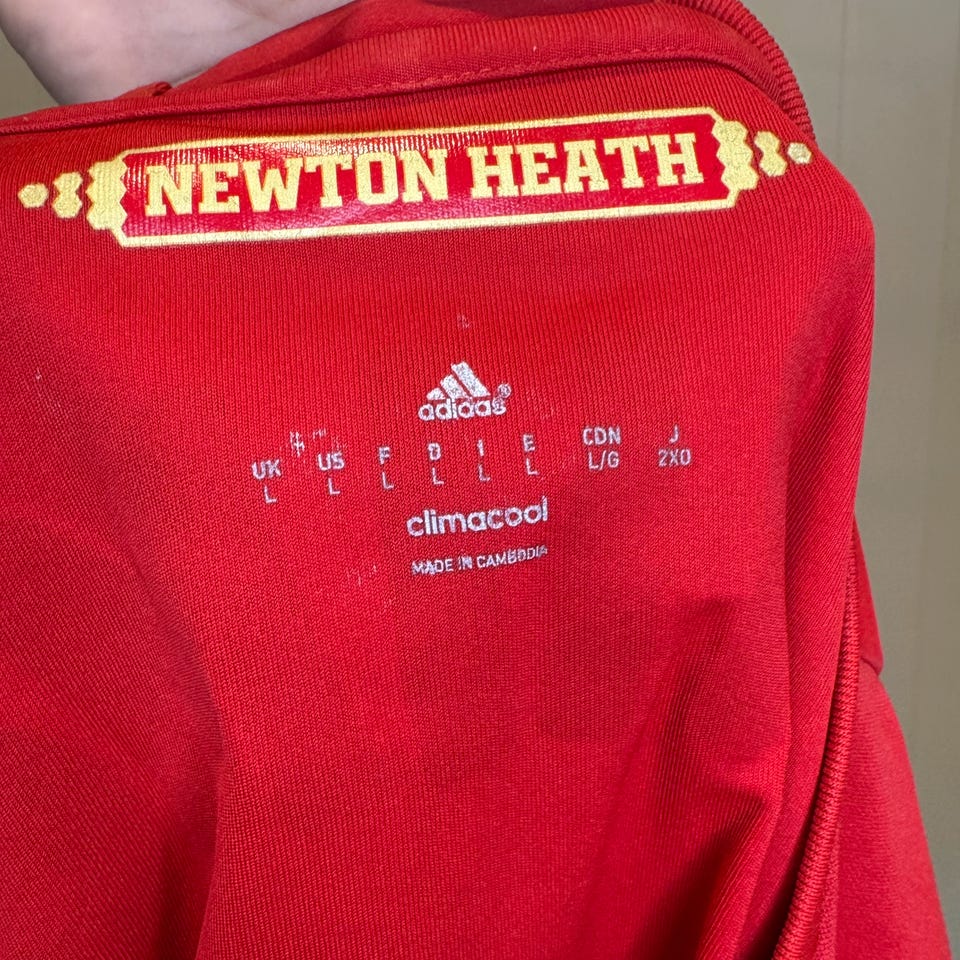 NEWTON HEATH
adidas®
UK US F D I E CDN J
L L L L L L L/G 2XO
climacool
MADE IN CAMBODIA